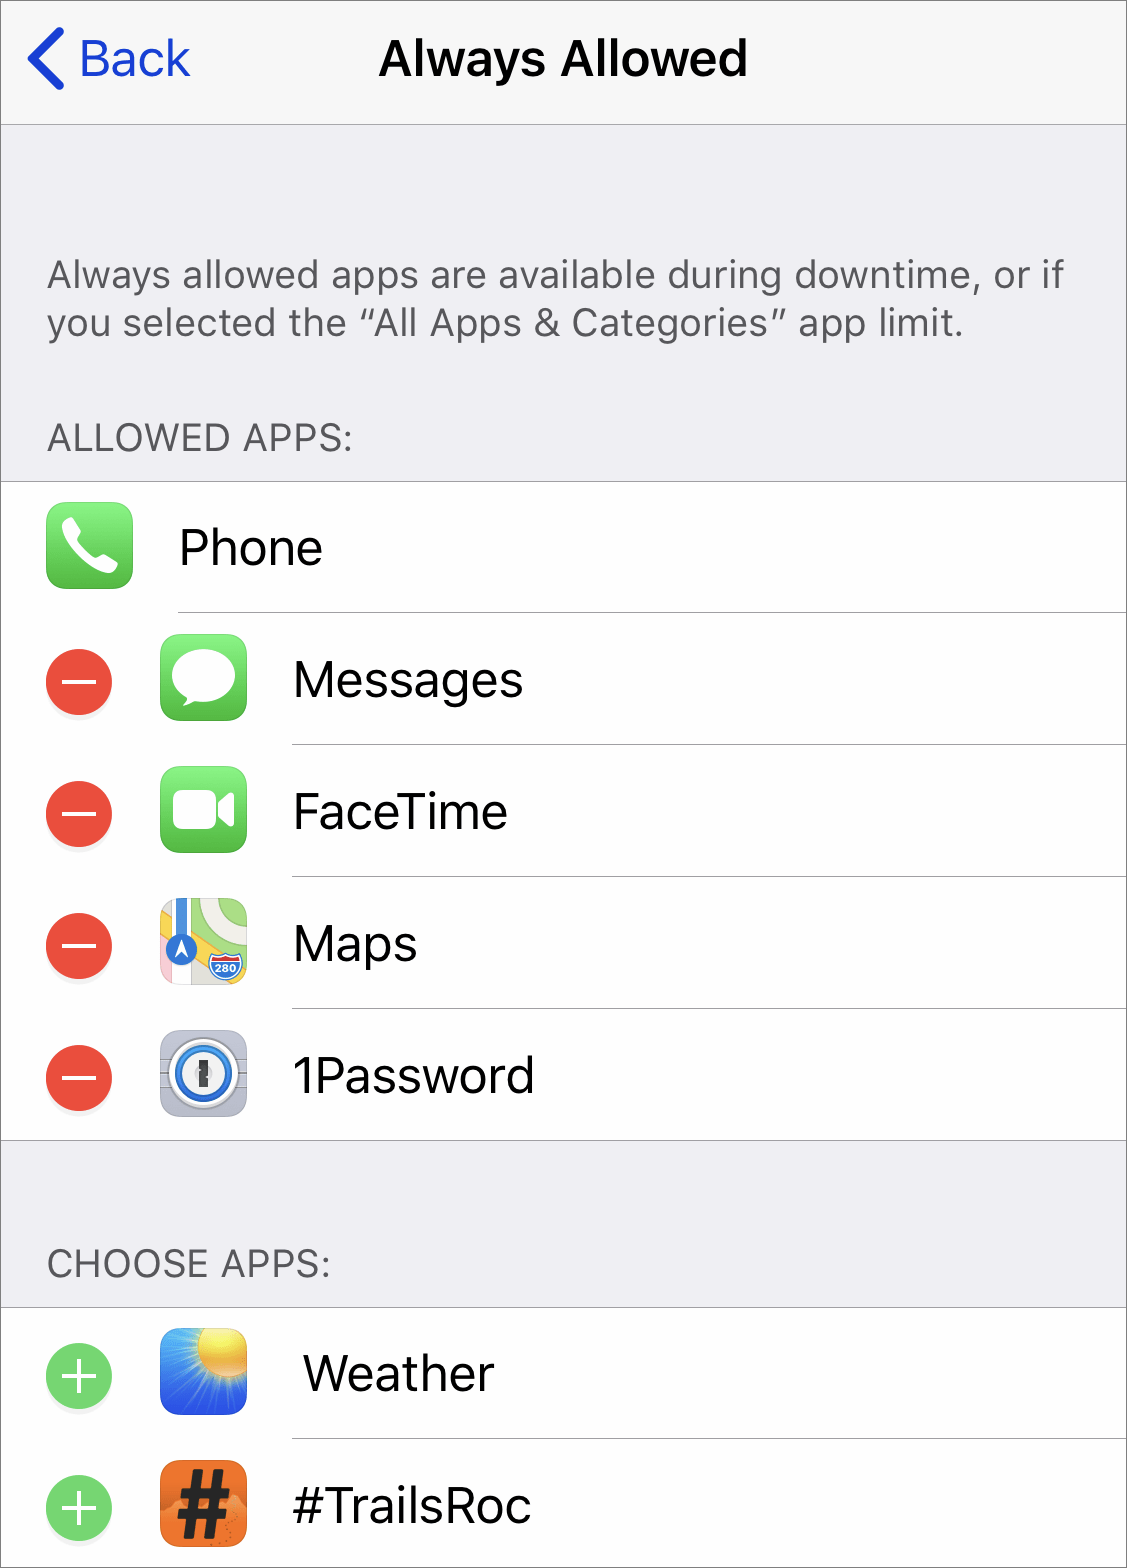 Back
Always Allowed
Always allowed apps are available during downtime, or if
you selected the “All Apps & Categories” app limit.
ALLOWED APPS:
Phone
Messages
FaceTime
Maps
280
1Password
CHOOSE APPS:
Weather
#
#TrailsRoc